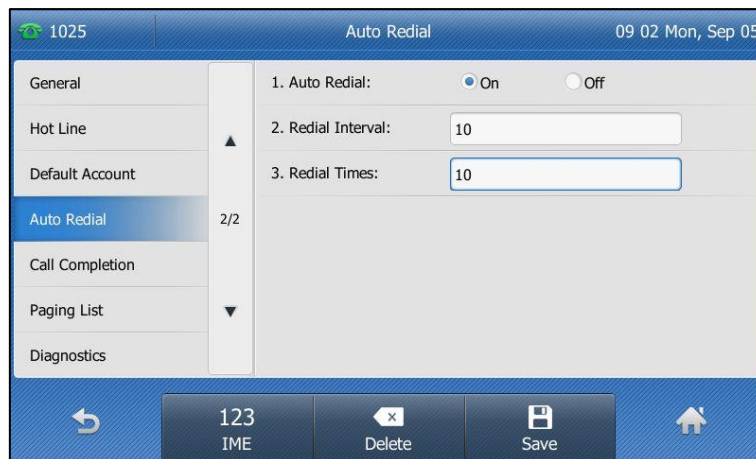 1025 Auto Redial 09 02 Mon, Sep 05
General
Hot Line
Default Account
Auto Redial
Call Completion
Paging List
Diagnostics
2/2
1. Auto Redial: On Off
2. Redial Interval: 10
3. Redial Times: 10
123
IME
Delete
Save